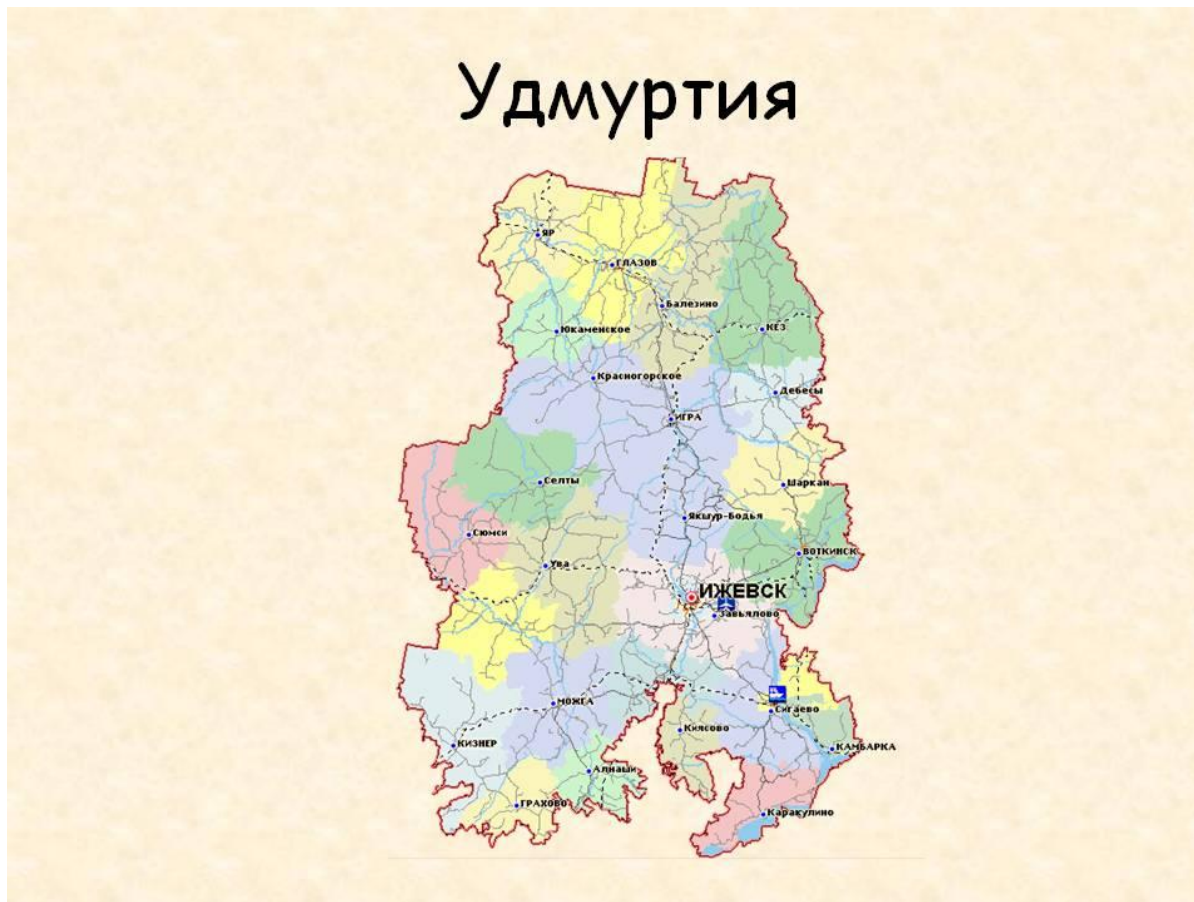 Удмуртия
ЯР
ГЛАЗОВ
Балезино
Юкаменское
КЕЗ
Красногорское
Дебесы
ИГРА
Селты
Шаркан
Якшур-Бодья
Сюмси
ВОТКИНСК
Ува
ИЖЕВСК
Завьялово
МОЖГА
Сигаево
Киясово
КИЗНЕР
КАМБАРКА
Алнаши
ГРАХОВО
Каракулино